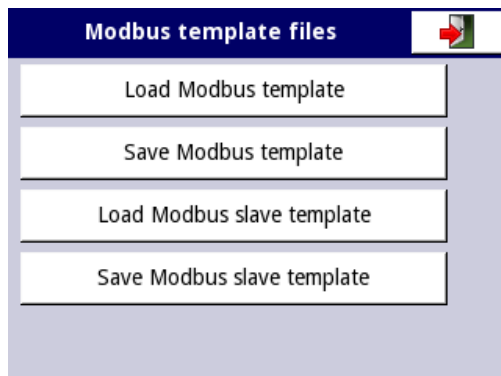 Modbus template files
Load Modbus template
Save Modbus template
Load Modbus slave template
Save Modbus slave template